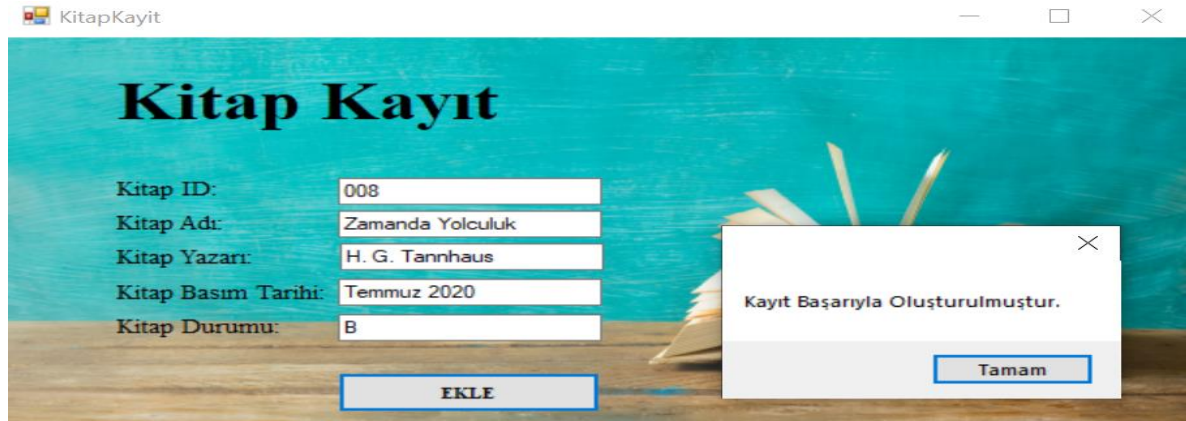 KitapKayit
Kitap Kayıt
Kitap ID: 008
Kitap Adı: Zamanda Yolculuk
Kitap Yazarı: H. G. Tannhaus
Kitap Basım Tarihi: Temmuz 2020
Kitap Durumu: B
EKLE
Kayıt Başarıyla Oluşturulmuştur.
Tamam